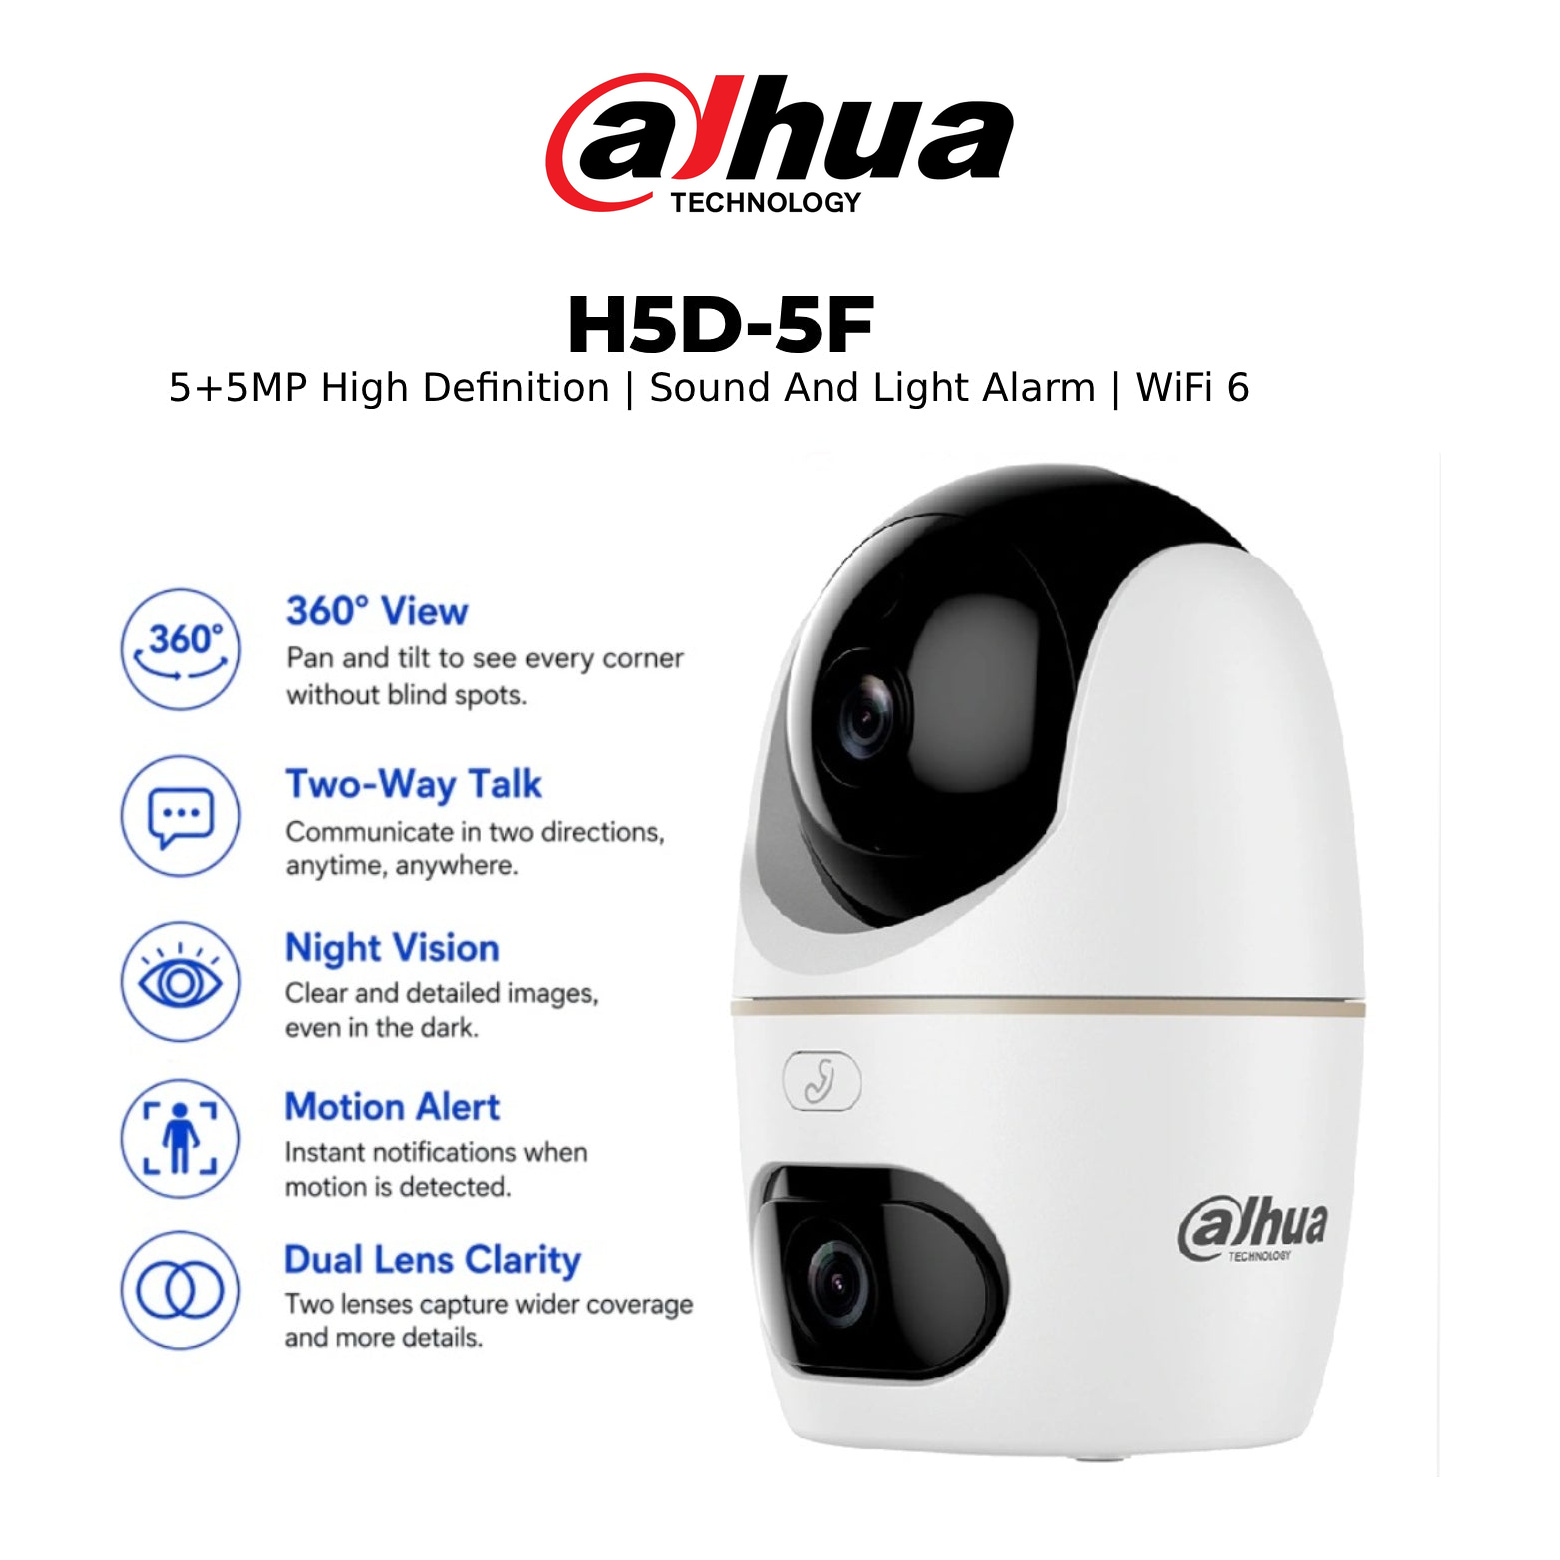 alhua
TECHNOLOGY
H5D-5F
5+5MP High Definition | Sound And Light Alarm | WiFi 6
360°
360° View
Pan and tilt to see every corner
without blind spots.
Two-Way Talk
Communicate in two directions,
anytime, anywhere.
Night Vision
Clear and detailed images,
even in the dark.
Motion Alert
Instant notifications when
motion is detected.
Dual Lens Clarity
Two lenses capture wider coverage
and more details.
alhua
TECHNOLOGY